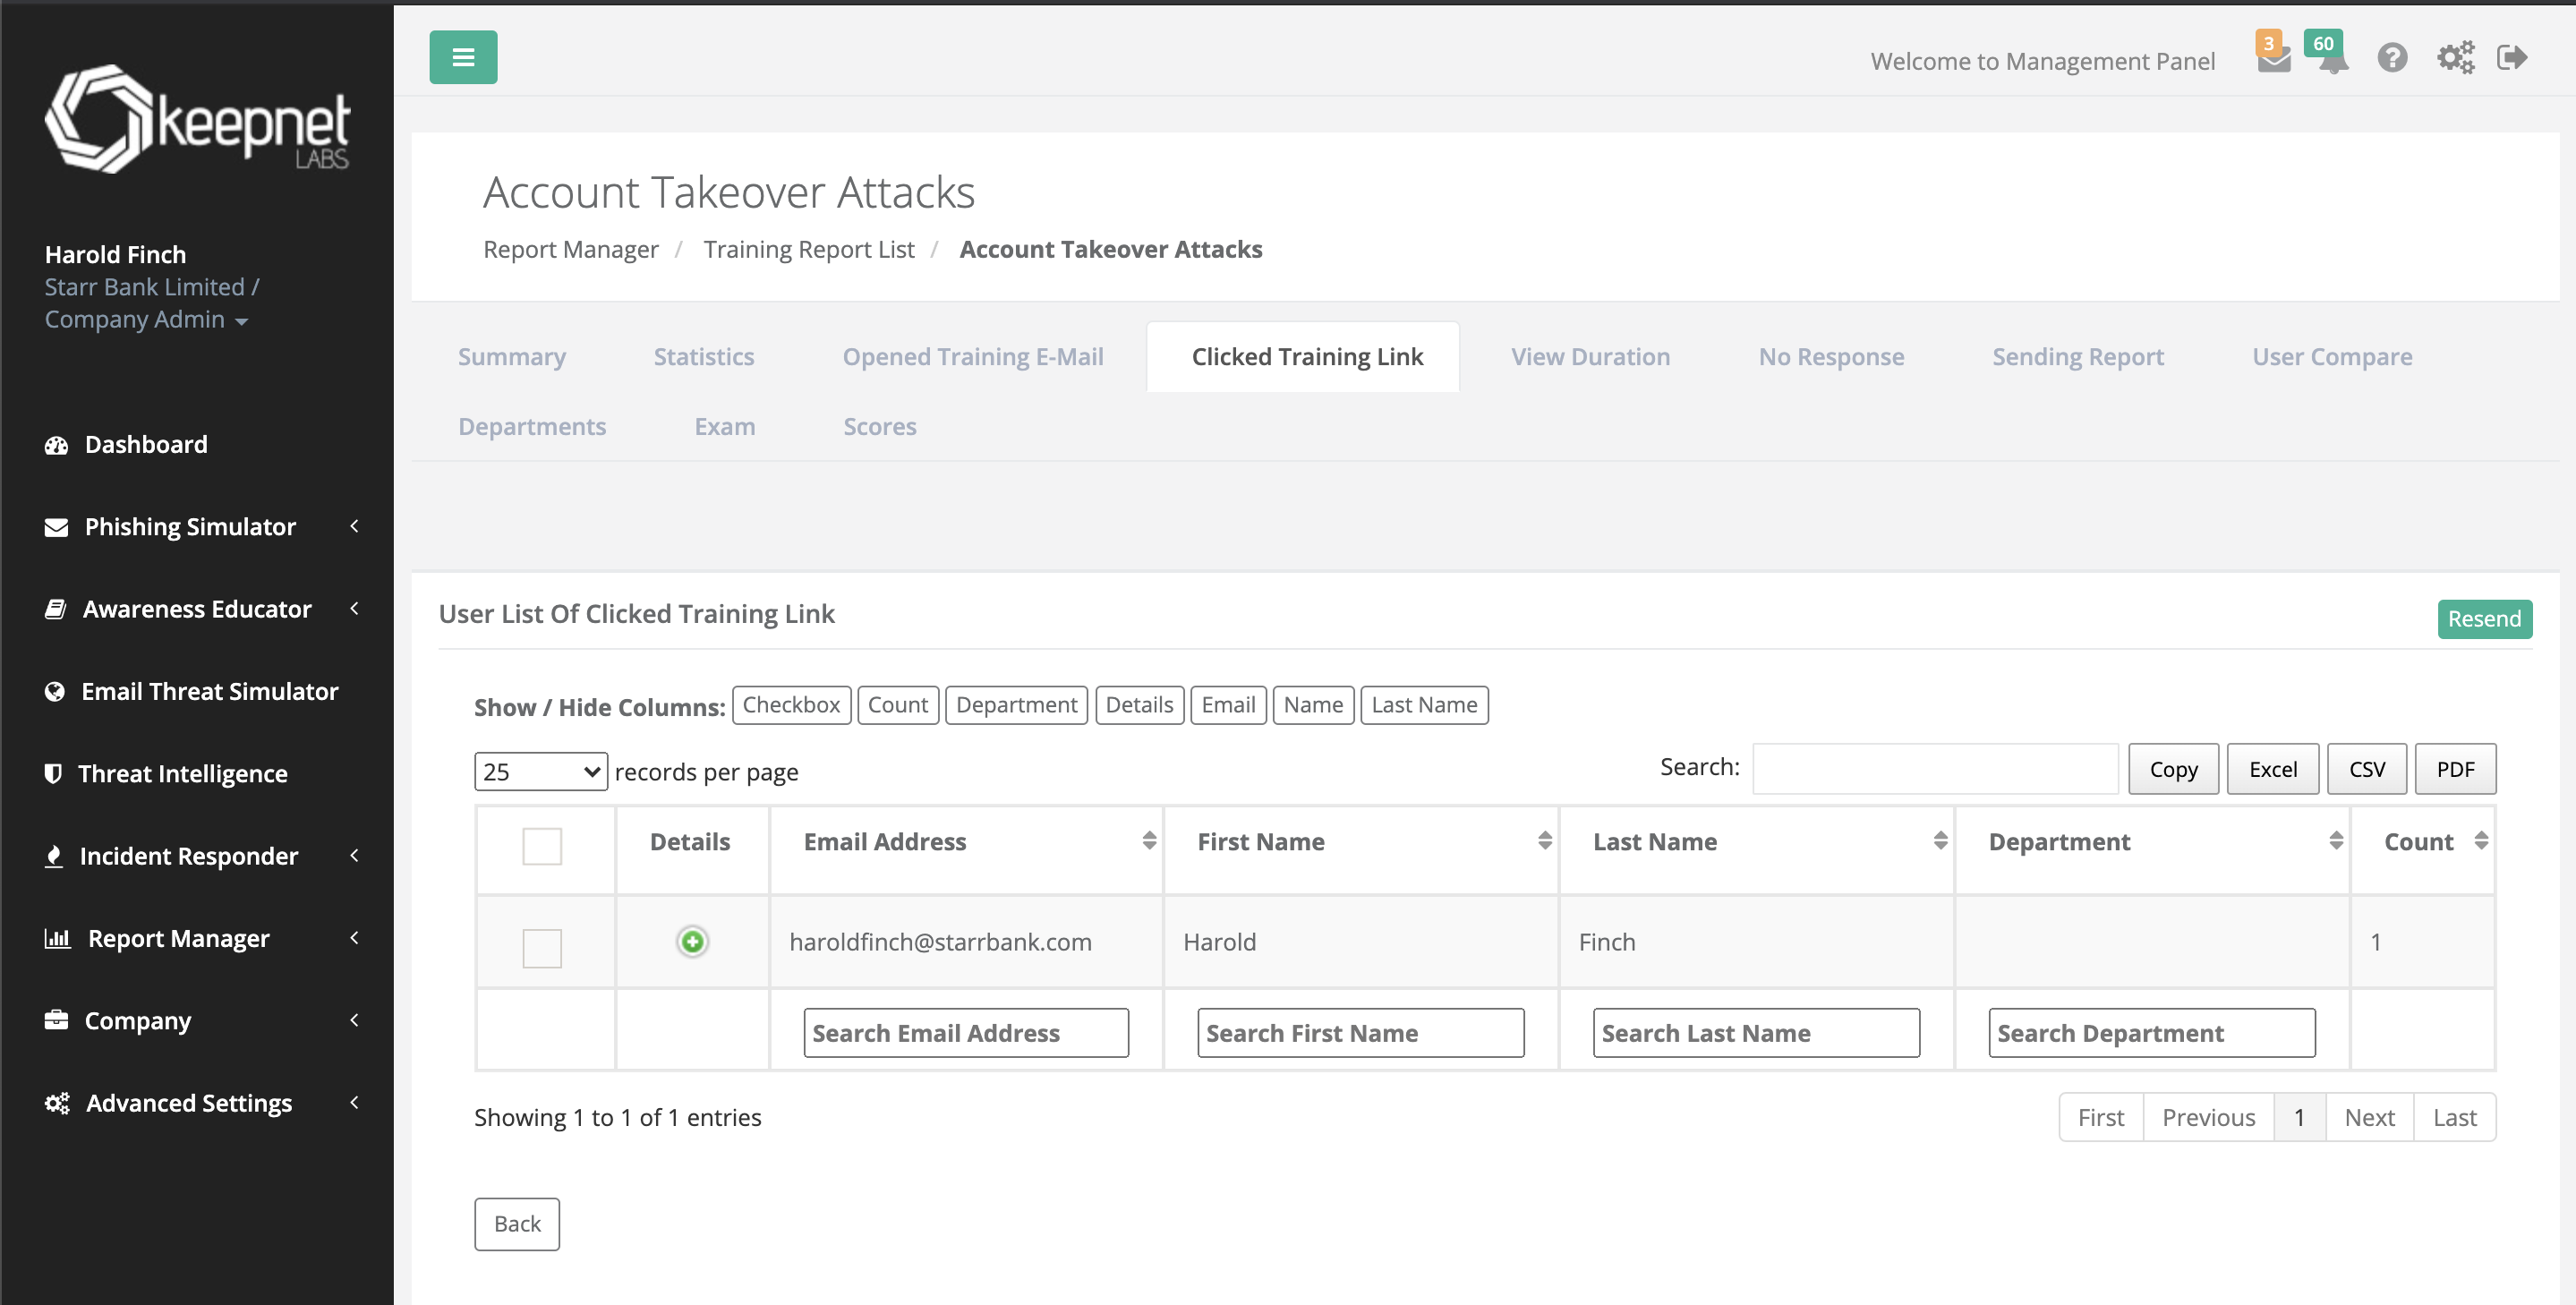 keepnet
LABS
Harold Finch
Starr Bank Limited /
Company Admin
Dashboard
Phishing Simulator
Awareness Educator
Email Threat Simulator
Threat Intelligence
Incident Responder
Report Manager
Company
Advanced Settings
Welcome to Management Panel
3
60
Account Takeover Attacks
Report Manager / Training Report List / Account Takeover Attacks
Summary Statistics Opened Training E-Mail Clicked Training Link View Duration No Response Sending Report User Compare
Departments Exam Scores
User List Of Clicked Training Link
Resend
Show / Hide Columns: Checkbox Count Department Details Email Name Last Name
25 records per page
Search: Copy Excel CSV PDF
Details Email Address First Name Last Name Department Count
haroldfinch@starrbank.com Harold Finch 1
Search Email Address Search First Name Search Last Name Search Department
Showing 1 to 1 of 1 entries
First Previous 1 Next Last
Back